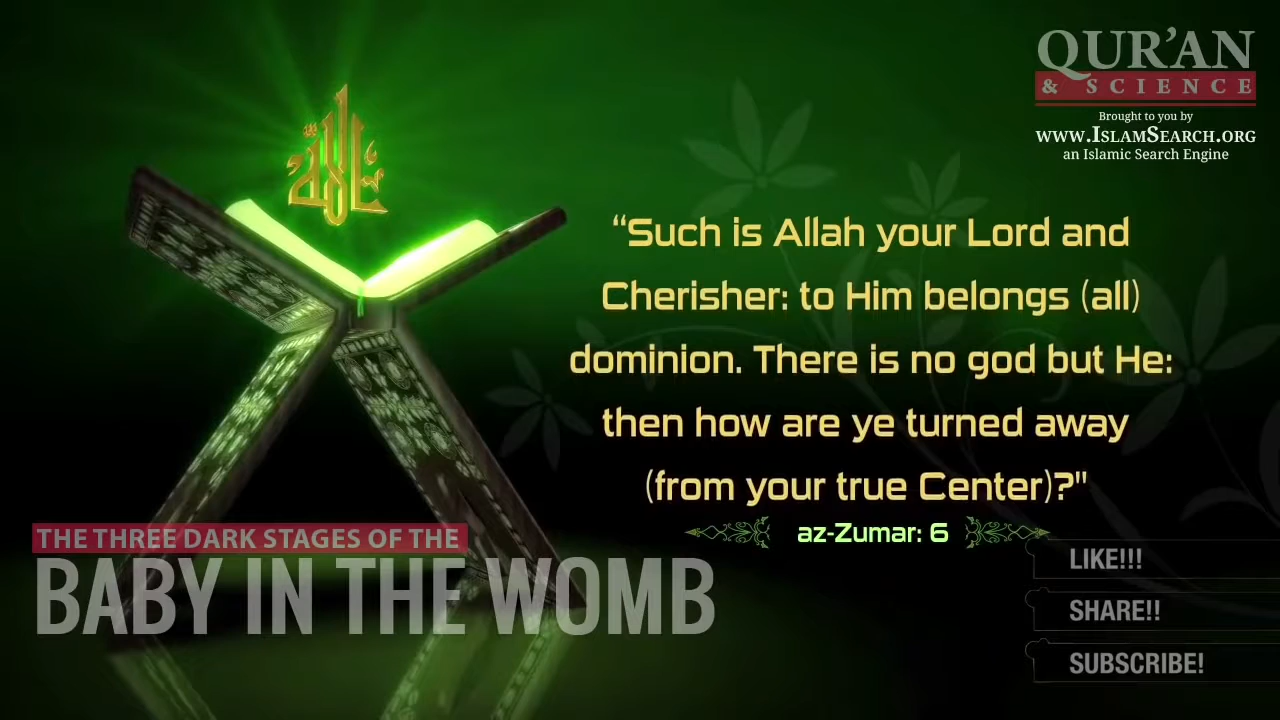 QUR'AN
& SCIENCE
Brought to you by
WWW.ISLAMSEARCH.ORG
an Islamic Search Engine
الله
“Such is Allah your Lord and
Cherisher: to Him belongs (all)
dominion. There is no god but He:
then how are ye turned away
(from your true Center)?"
az-Zumar: 6
THE THREE DARK STAGES OF THE
BABY IN THE WOMB
LIKE!!!
SHARE!!
SUBSCRIBE!